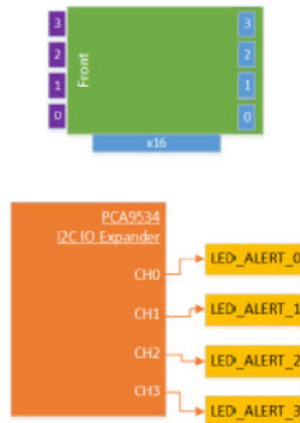 3 3
2 2
Front
1 1
0 0
x16
PCA9534
I2C IO Expander
CH0 LED_ALERT_0
CH1 LED_ALERT_1
CH2 LED_ALERT_2
CH3 LED_ALERT_3